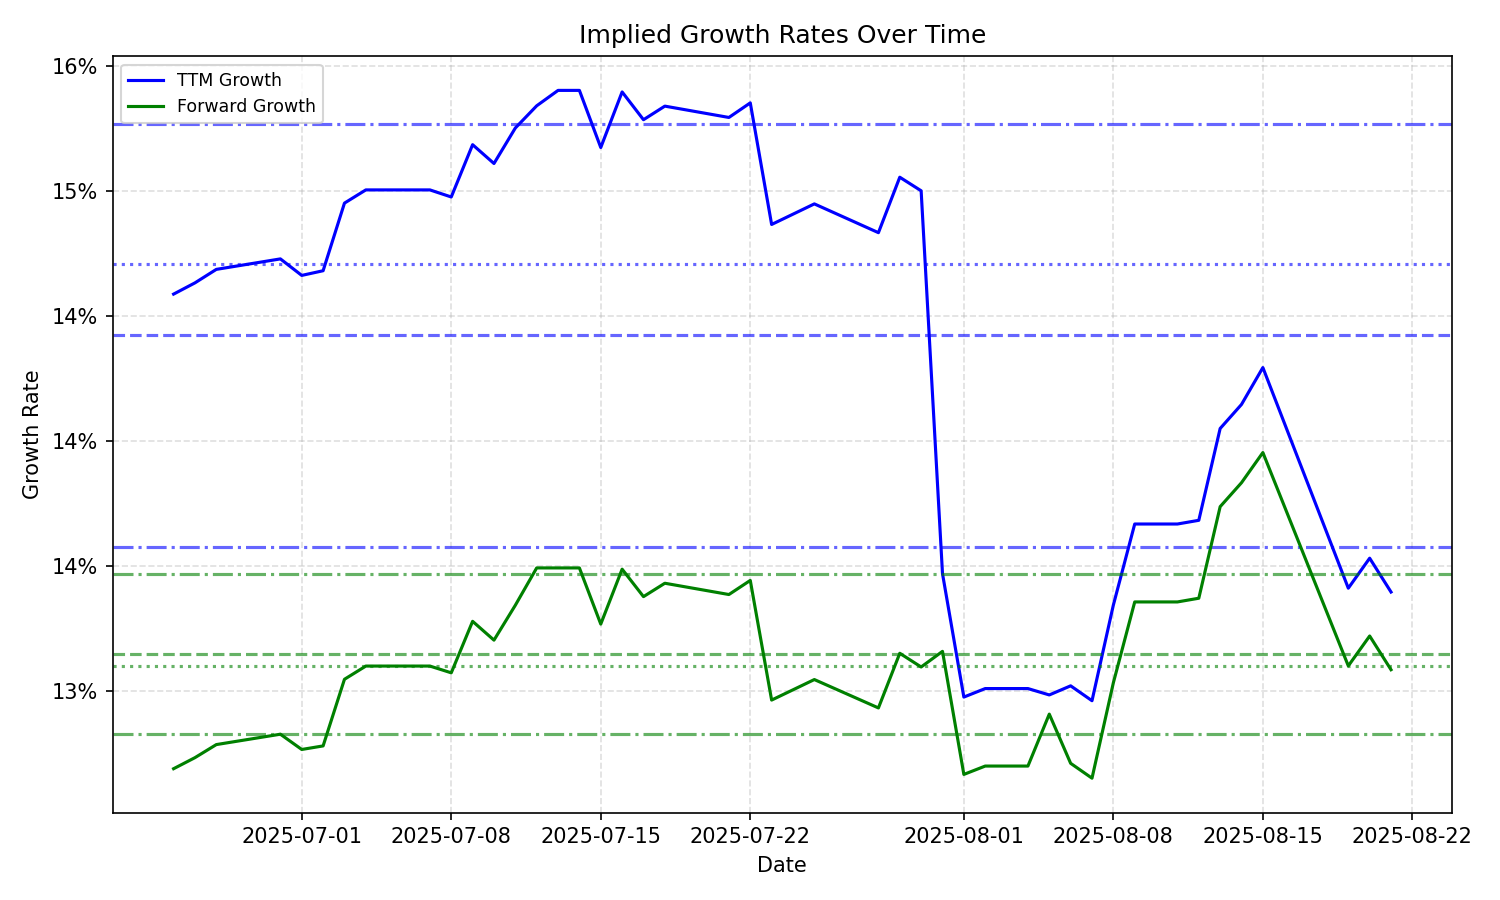 Implied Growth Rates Over Time
16%
15%
14%
14%
14%
13%
Growth Rate
TTM Growth
Forward Growth
2025-07-01
2025-07-08
2025-07-15
2025-07-22
2025-08-01
2025-08-08
2025-08-15
2025-08-22
Date